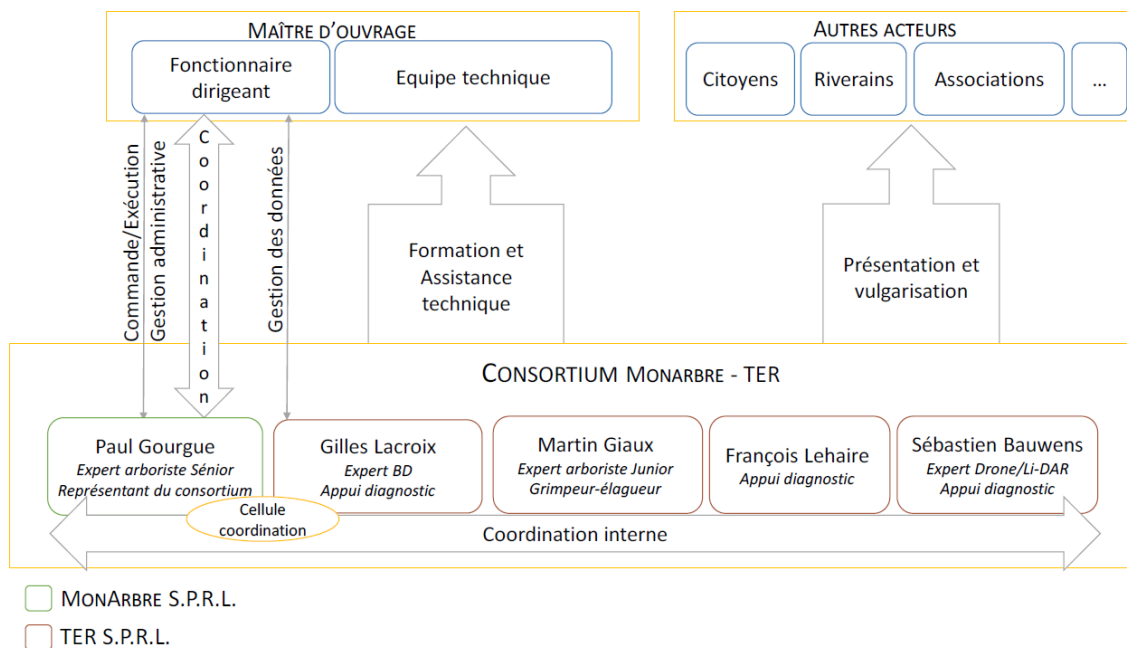 MAÎTRE D'OUVRAGE
Fonctionnaire
dirigeant
Equipe technique
AUTRES ACTEURS
Citoyens
Riverains
Associations
...
Commande/Exécution
Gestion administrative
Coordination
Gestion des données
Formation et
Assistance
technique
Présentation et
vulgarisation
CONSORTIUM MONARBRE - TER
Paul Gourgue
Expert arboriste Sénior
Représentant du consortium
Gilles Lacroix
Expert BD
Appui diagnostic
Martin Giaux
Expert arboriste Junior
Grimpeur-élagueur
François Lehaire
Appui diagnostic
Sébastien Bauwens
Expert Drone/Li-DAR
Appui diagnostic
Cellule
coordination
Coordination interne
MONARBRE S.P.R.L.
TER S.P.R.L.